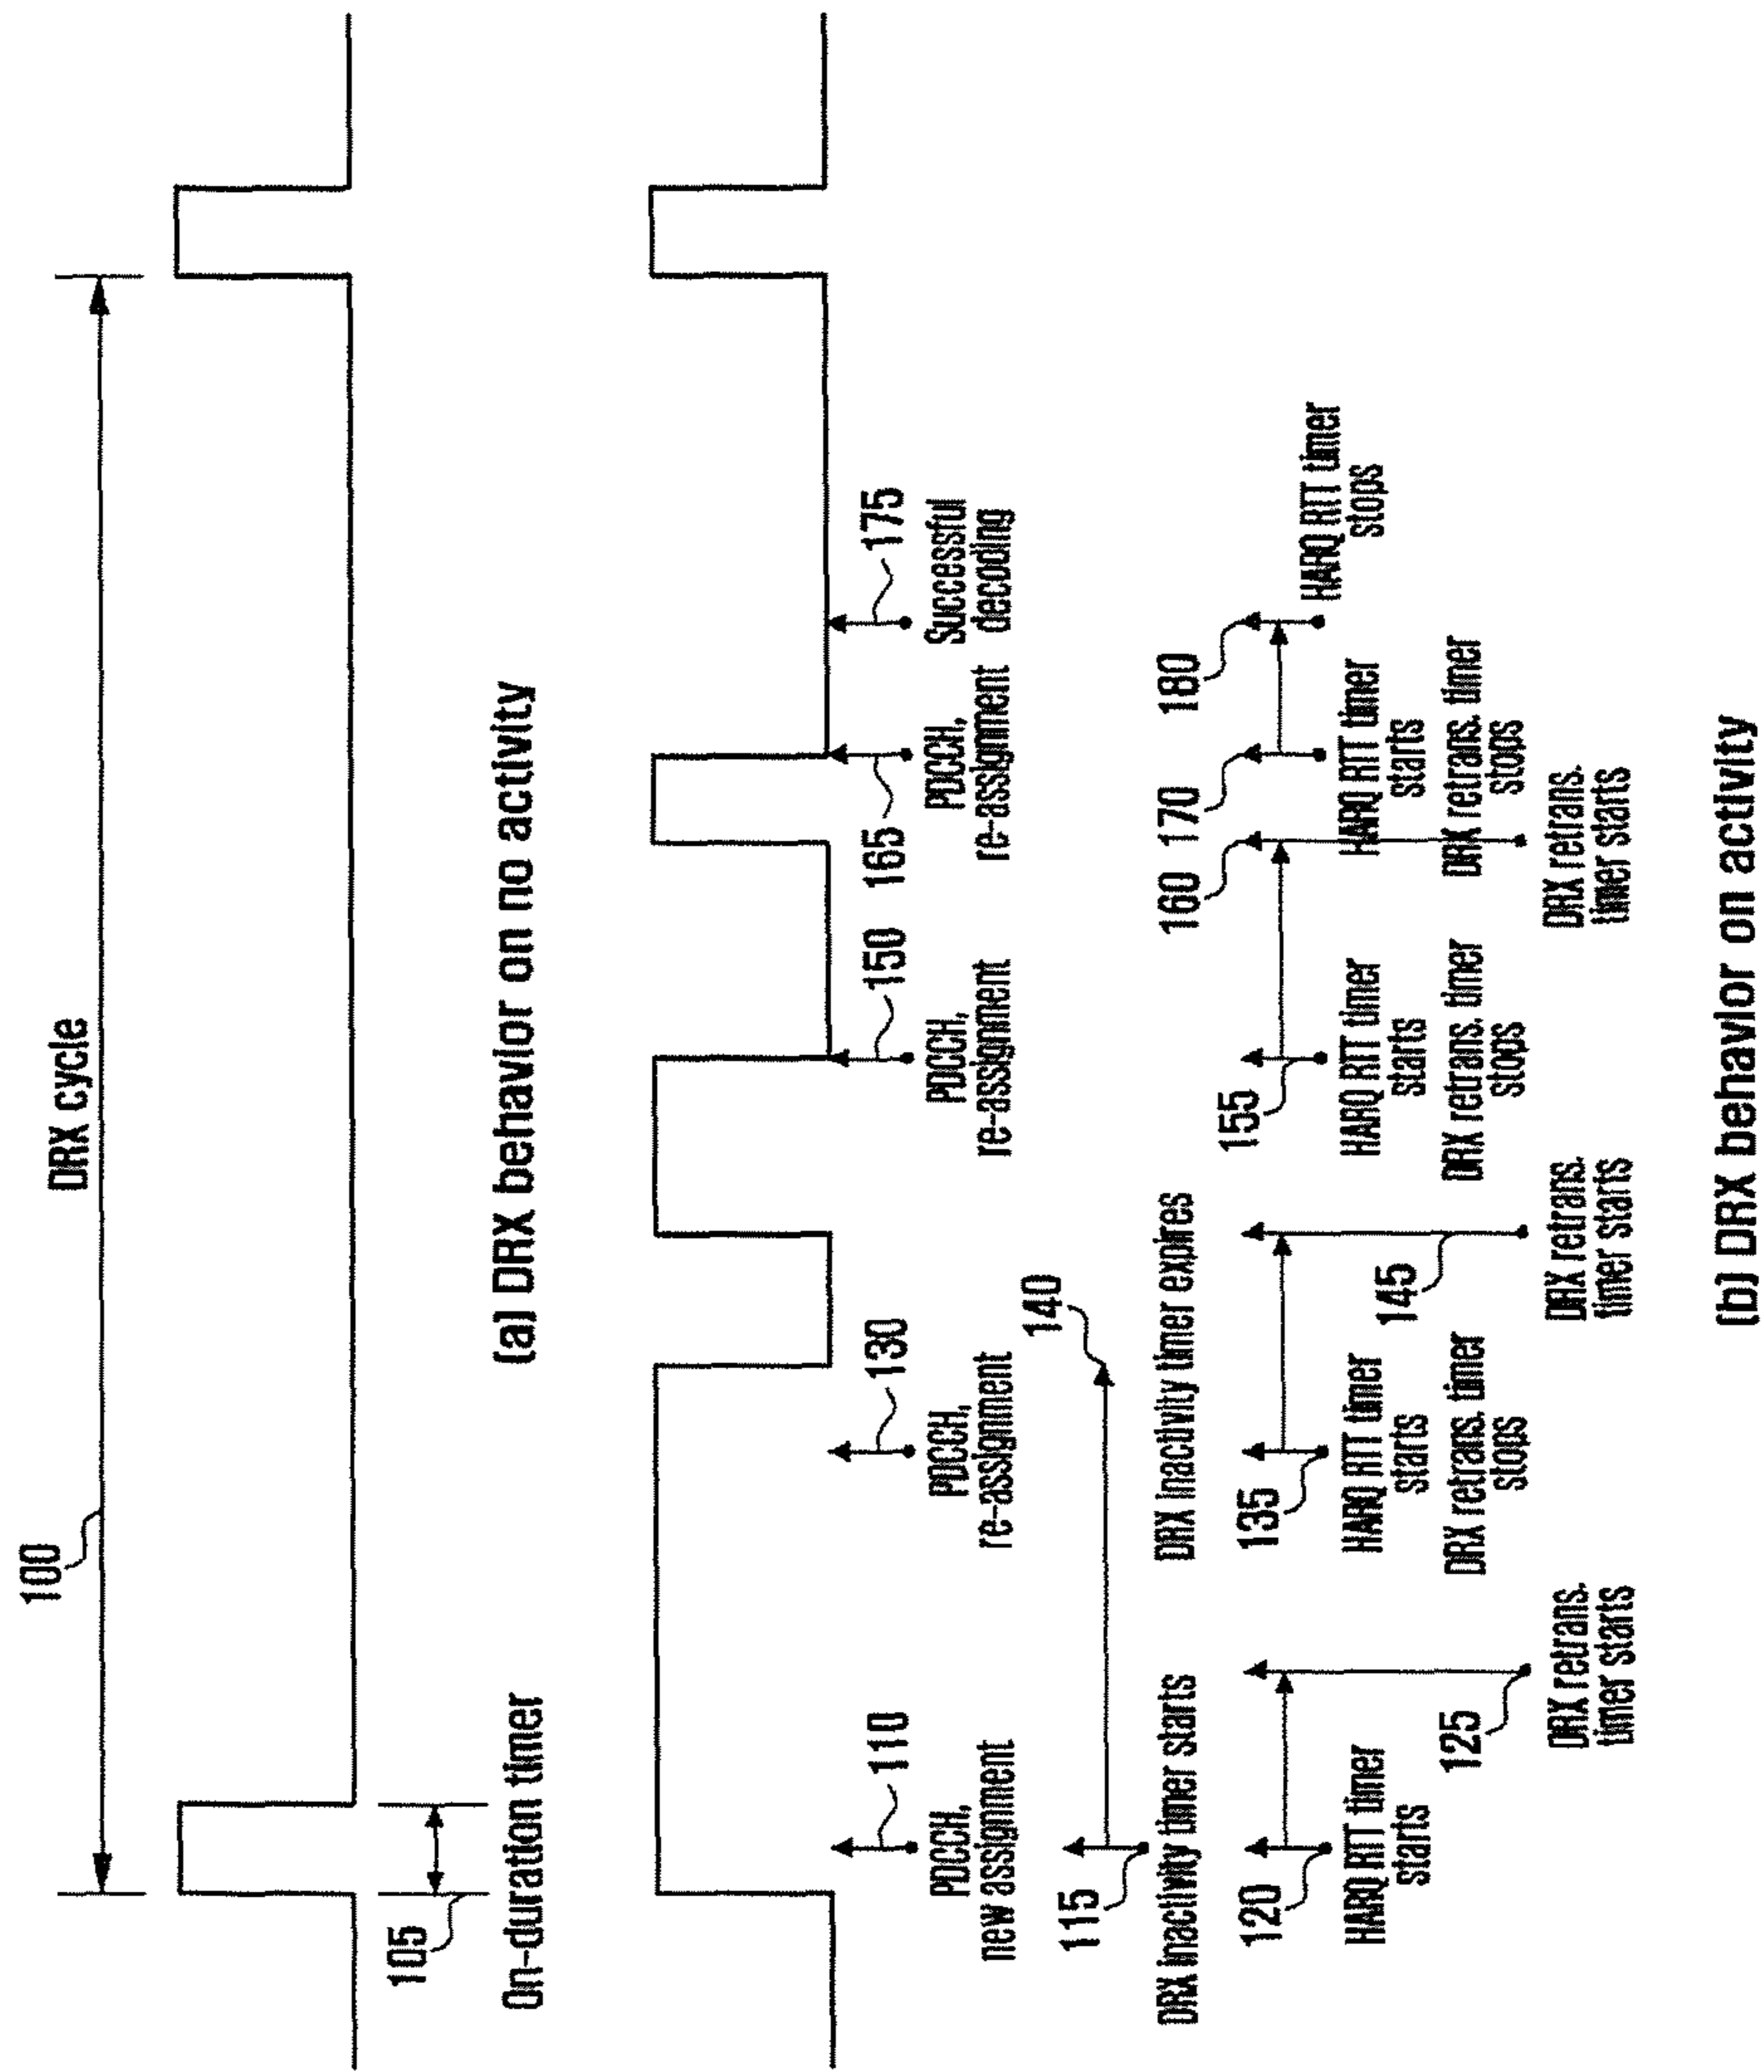 100
DRX cycle
105
On-duration timer
(a) DRX behavior on no activity
110
130
150
165
175
PDCCH,
new assignment
PDCCH,
re-assignment
PDCCH,
re-assignment
PDCCH,
re-assignment
Successful
decoding
115
140
DRX inactivity timer starts
DRX inactivity timer expires
120
135
155
160
170
180
HARQ RTT timer
starts
HARQ RTT timer
starts
DRX retrans. timer
stops
HARQ RTT timer
starts
DRX retrans. timer
stops
HARQ RTT timer
starts
DRX retrans. timer
stops
HARQ RTT timer
stops
125
145
DRX retrans.
timer starts
DRX retrans.
timer starts
DRX retrans.
timer starts
(b) DRX behavior on activity